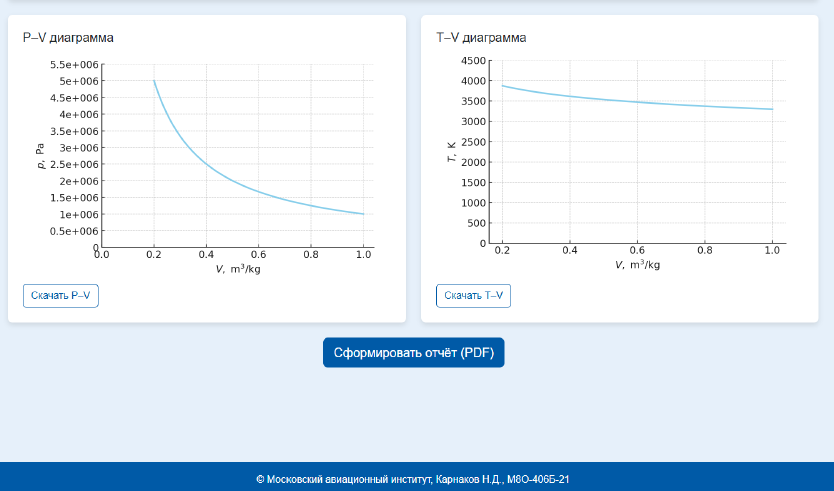 P–V диаграмма
5.5e+006
5e+006
4.5e+006
4e+006
3.5e+006
3e+006
2.5e+006
2e+006
1.5e+006
1e+006
0.5e+006
0
p, Pa
0.0 0.2 0.4 0.6 0.8 1.0
V, m³/kg
Скачать P–V
T–V диаграмма
4500
4000
3500
3000
2500
2000
1500
1000
500
0
T, K
0.2 0.4 0.6 0.8 1.0
V, m³/kg
Скачать T–V
Сформировать отчёт (PDF)
© Московский авиационный институт, Карнаков Н.Д., М8О-406Б-21